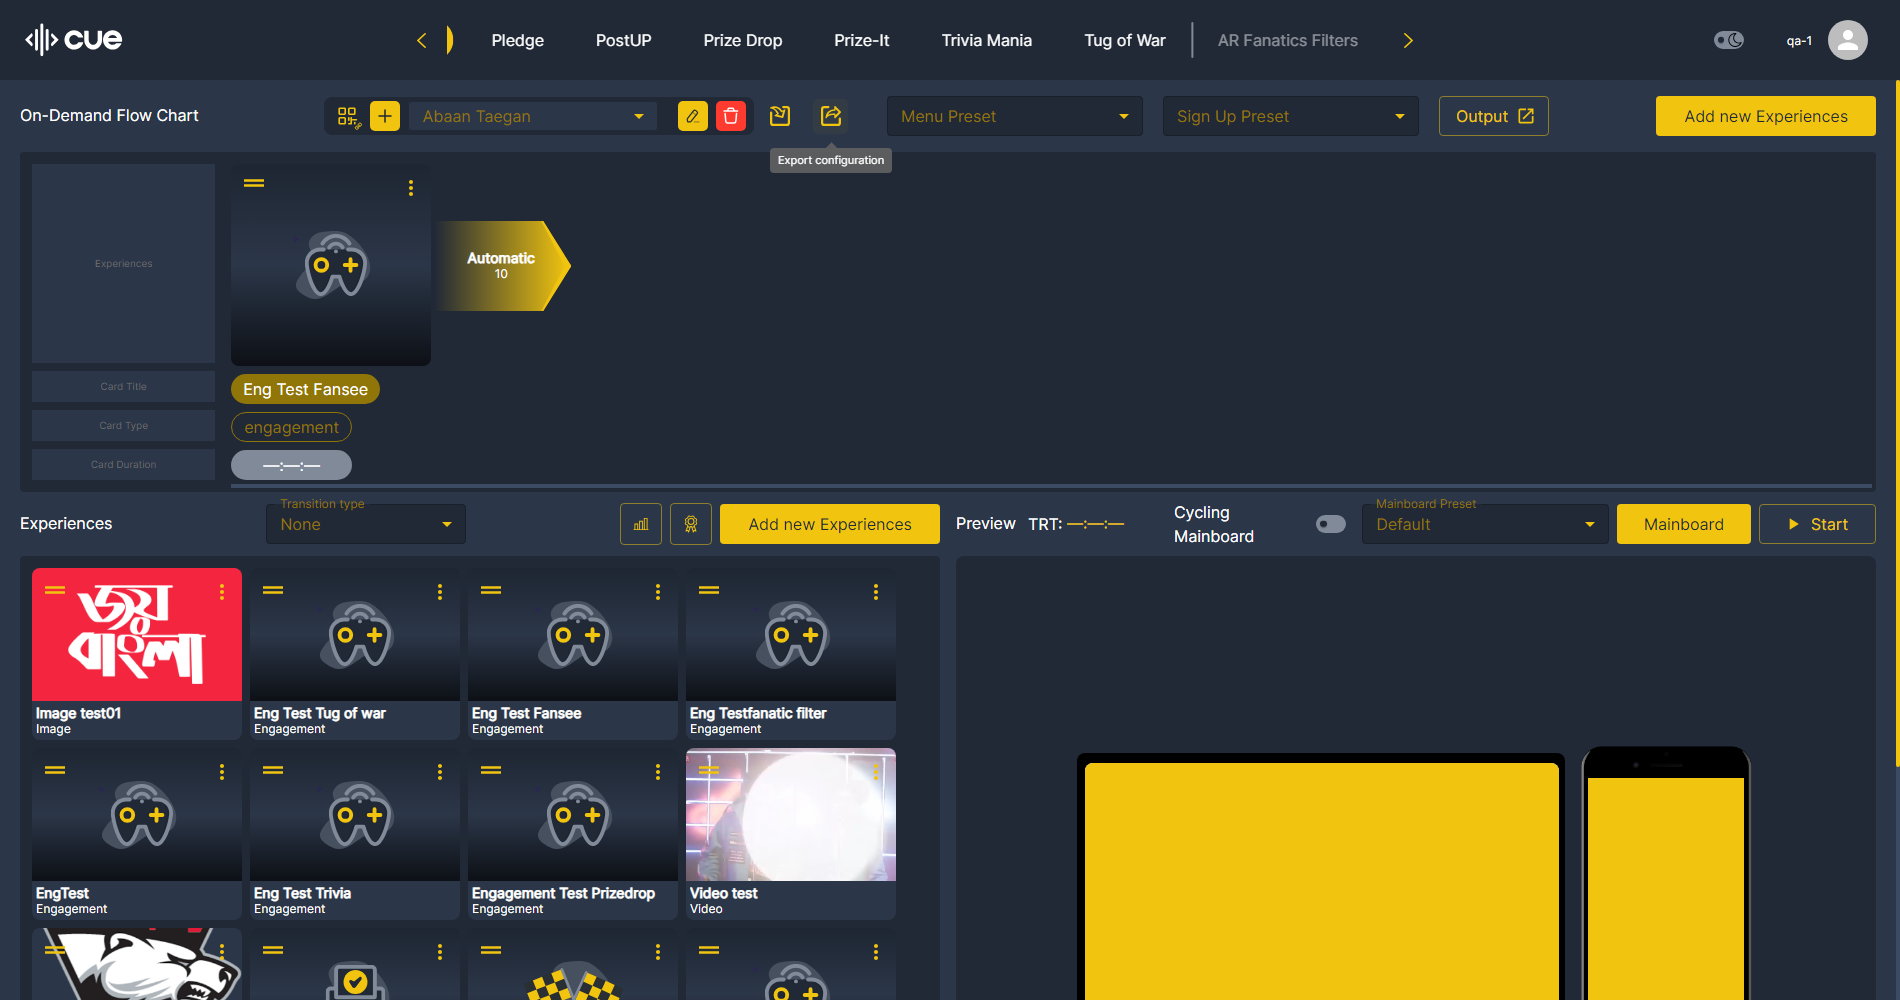 cue
Pledge
PostUP
Prize Drop
Prize-It
Trivia Mania
Tug of War
AR Fanatics Filters
qa-1
On-Demand Flow Chart
Abaan Taegan
Menu Preset
Sign Up Preset
Output
Add new Experiences
Export configuration
Experiences
Automatic
10
Card Title
Eng Test Fansee
Card Type
engagement
Card Duration
—:—:—
Experiences
Transition type
None
Add new Experiences
Preview
TRT: —:—:—
Cycling
Mainboard
Mainboard Preset
Default
Mainboard
Start
জয়
বাংলা
Image test01
Image
Eng Test Tug of war
Engagement
Eng Test Fansee
Engagement
Eng Testfanatic filter
Engagement
EngTest
Engagement
Eng Test Trivia
Engagement
Engagement Test Prizedrop
Engagement
Video test
Video